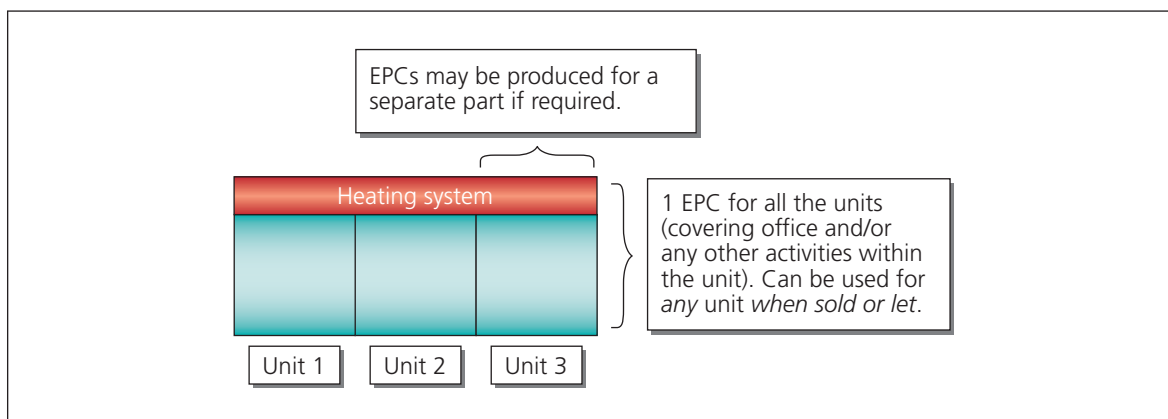 EPCs may be produced for a
separate part if required.
Heating system
1 EPC for all the units
(covering office and/or
any other activities within
the unit). Can be used for
any unit when sold or let.
Unit 1
Unit 2
Unit 3